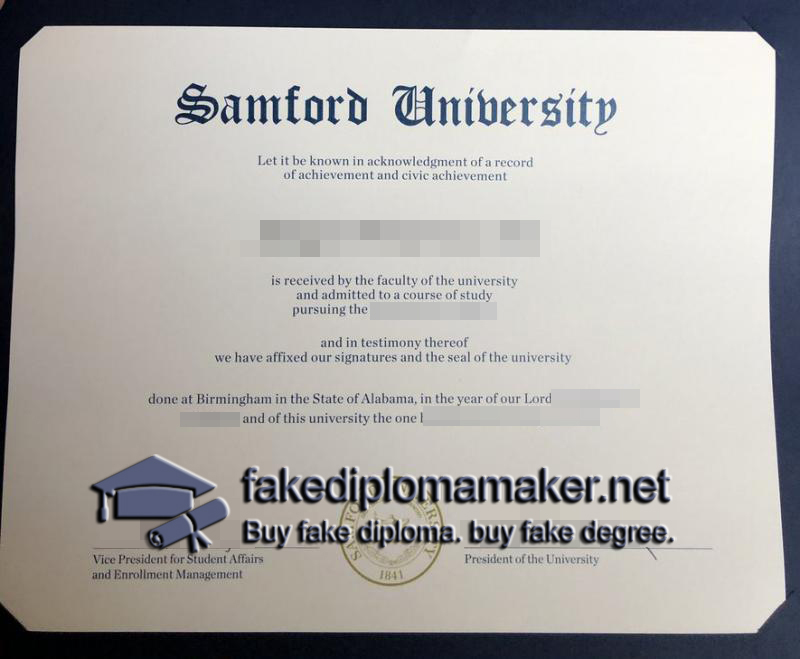 Samford University
Let it be known in acknowledgment of a record
of achievement and civic achievement
is received by the faculty of the university
and admitted to a course of study
pursuing the
and in testimony thereof
we have affixed our signatures and the seal of the university
done at Birmingham in the State of Alabama, in the year of our Lord
and of this university the one
fakediplomamaker.net
Buy fake diploma. buy fake degree.
Vice President for Student Affairs
and Enrollment Management
President of the University
1841